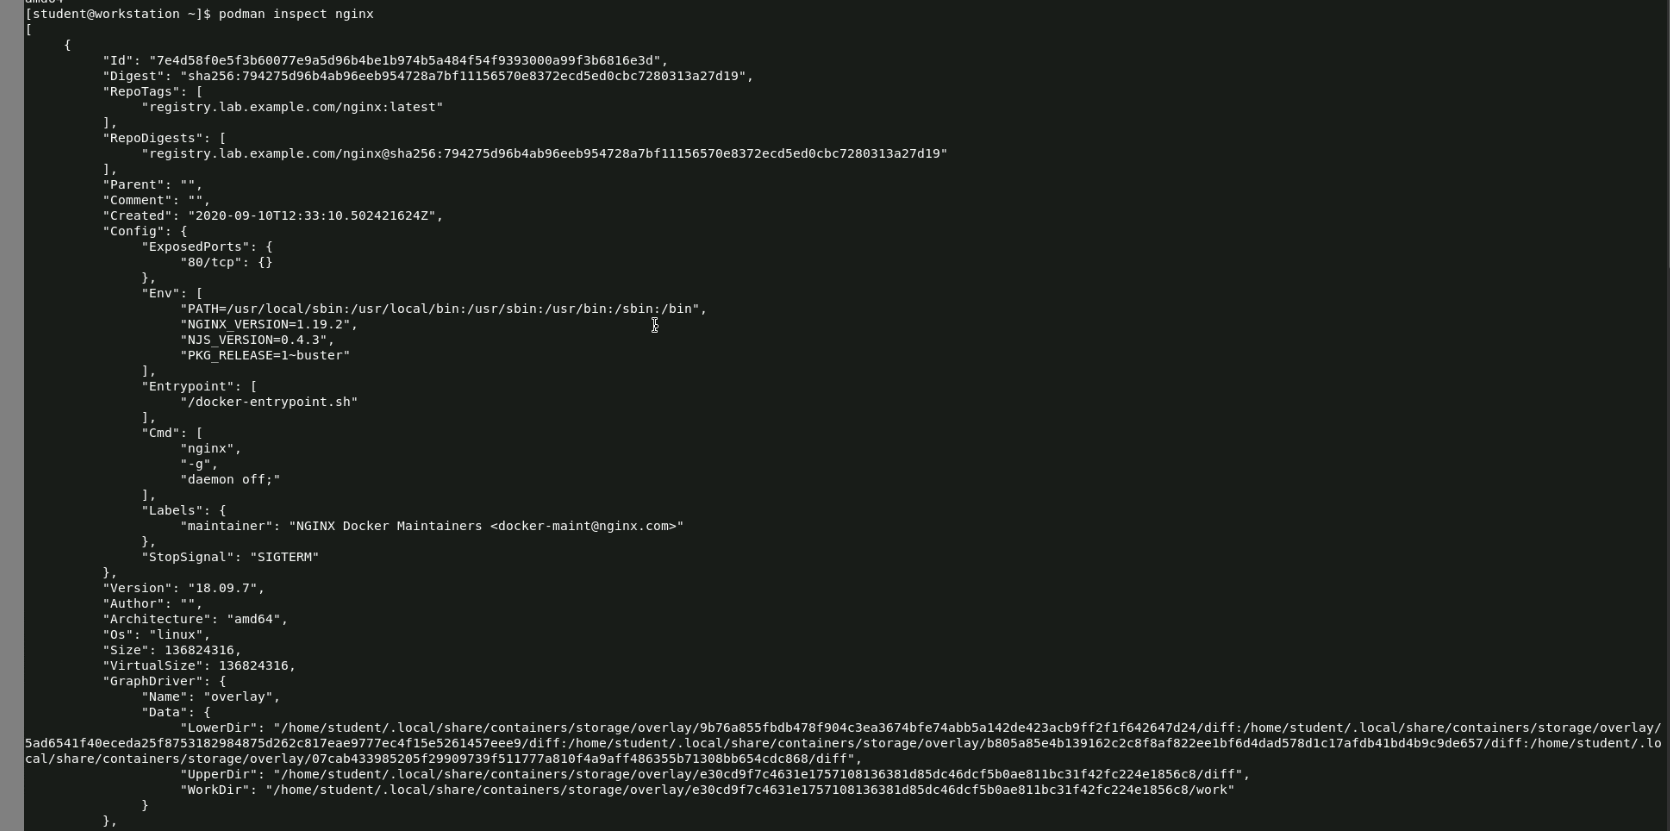 [student@workstation ~]$ podman inspect nginx
[
{
"Id": "7e4d58f0e5f3b60077e9a5d96b4be1b974b5a484f54f9393000a99f3b6816e3d",
"Digest": "sha256:794275d96b4ab96eeb954728a7bf11156570e8372ecd5ed0cbc7280313a27d19",
"RepoTags": [
"registry.lab.example.com/nginx:latest"
],
"RepoDigests": [
"registry.lab.example.com/nginx@sha256:794275d96b4ab96eeb954728a7bf11156570e8372ecd5ed0cbc7280313a27d19"
],
"Parent": "",
"Comment": "",
"Created": "2020-09-10T12:33:10.502421624Z",
"Config": {
"ExposedPorts": {
"80/tcp": {}
},
"Env": [
"PATH=/usr/local/sbin:/usr/local/bin:/usr/sbin:/usr/bin:/sbin:/bin",
"NGINX_VERSION=1.19.2",
"NJS_VERSION=0.4.3",
"PKG_RELEASE=1~buster"
],
"Entrypoint": [
"/docker-entrypoint.sh"
],
"Cmd": [
"nginx",
"-g",
"daemon off;"
],
"Labels": {
"maintainer": "NGINX Docker Maintainers <docker-maint@nginx.com>"
},
"StopSignal": "SIGTERM"
},
"Version": "18.09.7",
"Author": "",
"Architecture": "amd64",
"Os": "linux",
"Size": 136824316,
"VirtualSize": 136824316,
"GraphDriver": {
"Name": "overlay",
"Data": {
"LowerDir": "/home/student/.local/share/containers/storage/overlay/9b76a855fbdb478f904c3ea3674bfe74abb5a142de423acb9ff2f1f642647d24/diff:/home/student/.local/share/containers/storage/overlay/
5ad6541f40eceda25f8753182984875d262c817eae9777ec4f15e5261457eee9/diff:/home/student/.local/share/containers/storage/overlay/b805a85e4b139162c2c8f8af822ee1bf6d4dad578d1c17afdb41bd4b9c9de657/diff:/home/student/.lo
cal/share/containers/storage/overlay/07cab433985205f29909739f511777a810f4a9aff486355b71308bb654cdc868/diff",
"UpperDir": "/home/student/.local/share/containers/storage/overlay/e30cd9f7c4631e1757108136381d85dc46dcf5b0ae811bc31f42fc224e1856c8/diff",
"WorkDir": "/home/student/.local/share/containers/storage/overlay/e30cd9f7c4631e1757108136381d85dc46dcf5b0ae811bc31f42fc224e1856c8/work"
}
},